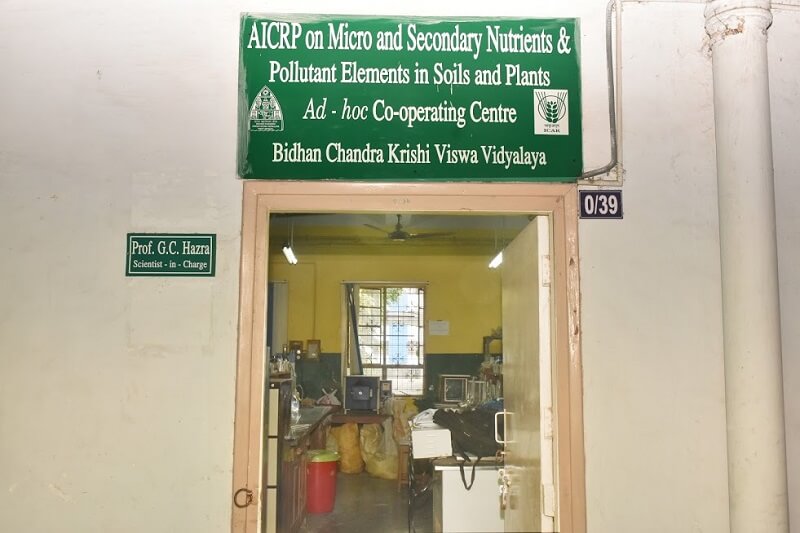 AICRP on Micro and Secondary Nutrients &
Pollutant Elements in Soils and Plants
Ad - hoc Co-operating Centre
ICAR
Bidhan Chandra Krishi Viswa Vidyalaya
0/39
Prof. G.C. Hazra
Scientist - in - Charge